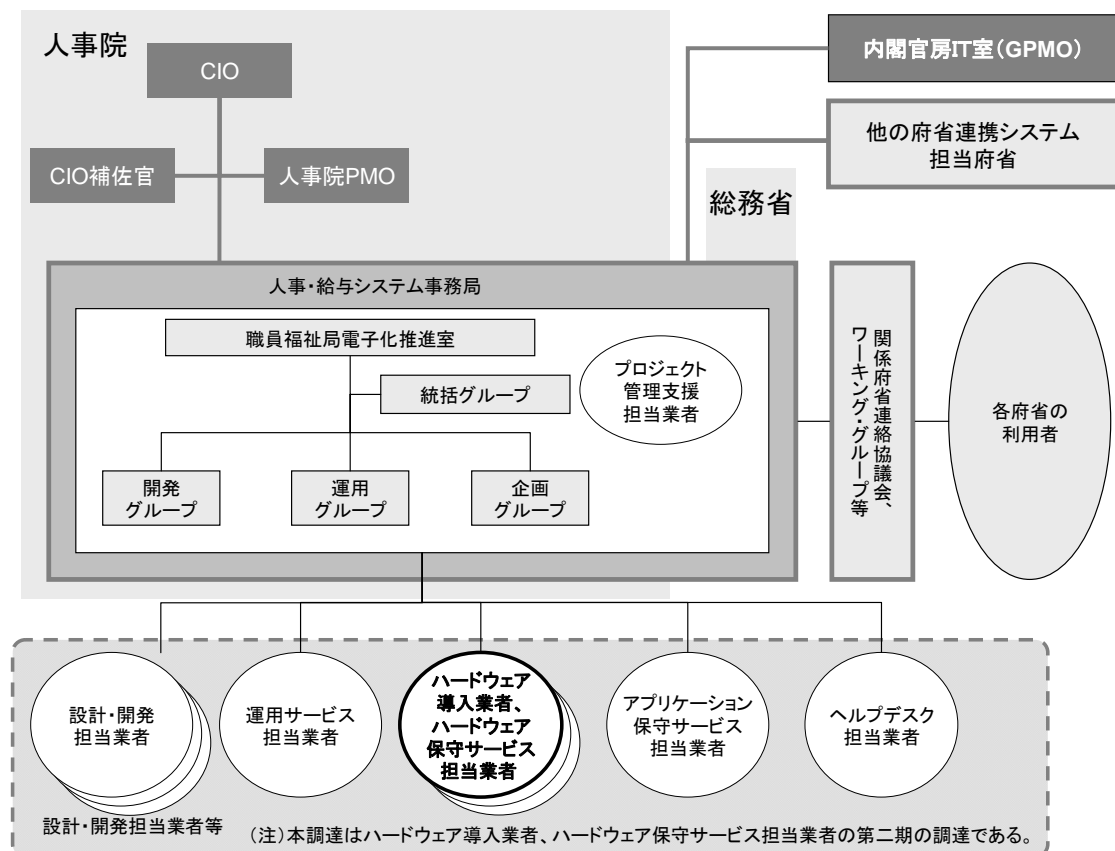 人事院
CIO
CIO補佐官
人事院PMO
内閣官房IT室(GPMO)
他の府省連携システム
担当府省
総務省
人事・給与システム事務局
職員福祉局電子化推進室
統括グループ
プロジェクト
管理支援
担当業者
開発
グループ
運用
グループ
企画
グループ
関係府省連絡協議会、
ワーキング・グループ等
各府省の
利用者
設計・開発
担当業者
運用サービス
担当業者
ハードウェア
導入業者、
ハードウェア
保守サービス
担当業者
アプリケーション
保守サービス
担当業者
ヘルプデスク
担当業者
設計・開発担当業者等
(注)本調達はハードウェア導入業者、ハードウェア保守サービス担当業者の第二期の調達である。